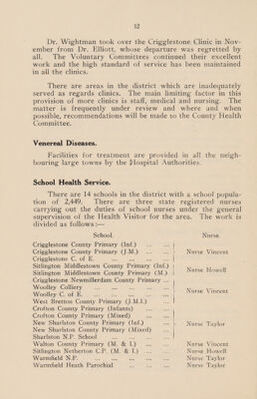 12
Dr. Wightman took over the Crigglestone Clinic in Nov-
ember from Dr. Elliott, whose departure was regretted by
all. The Voluntary Committees continued their excellent
work and the high standard of service has been maintained
in all the clinics.
There are areas in the district which are inadequately
served as regards clinics. The main limiting factor in this
provision of more clinics is staff, medical and nursing. The
matter is frequently under review and where and when
possible, recommendations will be made to the County Health
Committee.
Venereal Diseases.
Facilities for treatment are provided in all the neigh-
bouring large towns by the Hospital Authorities.
School Health Service.
There are 14 schools in the district with a school popula-
tion of 2,449. There are three state registered nurses
carrying out the duties of school nurses under the general
supervision of the Health Visitor for the area. The work is
divided as follows:—
School. Nurse.
Crigglestone County Primary (Inf.) ... ...
Crigglestone County Primary (J.M.) ... ... Nurse Vincent
Crigglestone C. of E. ... ... ...
Sitlington Middlestown County Primary (Inf.)
Sitlington Middlestown County Primary (M.) ... Nurse Howell
Crigglestone Newmillerdam County Primary ...
Woolley Colliery ... ... ... ...
Woolley C. of E. ... ... ... ... Nurse Vincent
West Bretton County Primary (J.M.I.)
Crofton County Primary (Infants) ...
Crofton County Primary (Mixed) ... ...
New Sharlston County Primary (Inf.) ... Nurse Taylor
New Sharlston County Primary (Mixed)
Sharlston N.P. School ... ... ...
Walton County Primary (M. & I.) ... ... Nurse Vincent
Sitlington Netherton C.P. (M. & I.) ... ... Nurse Howell
Warmfield N.P. ... ... ... ... Nurse Taylor
Warmfield Heath Parochial ... ... ... Nurse Taylor